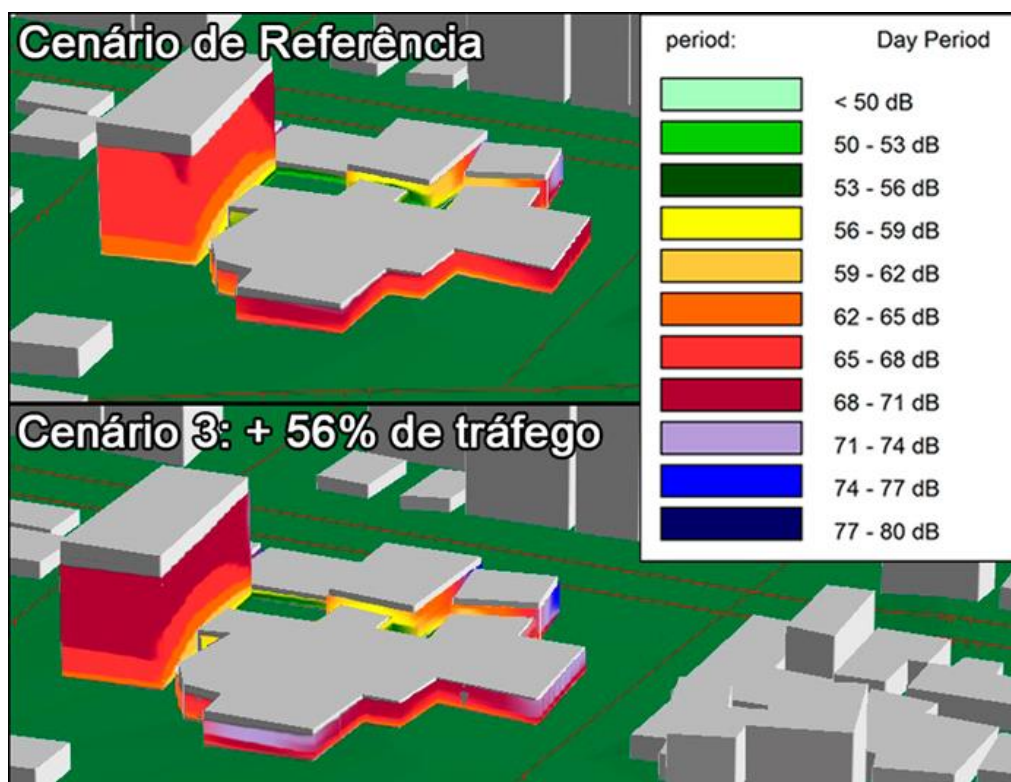 Cenário de Referência
period: Day Period
< 50 dB
50 - 53 dB
53 - 56 dB
56 - 59 dB
59 - 62 dB
62 - 65 dB
65 - 68 dB
68 - 71 dB
71 - 74 dB
74 - 77 dB
77 - 80 dB
Cenário 3: + 56% de tráfego